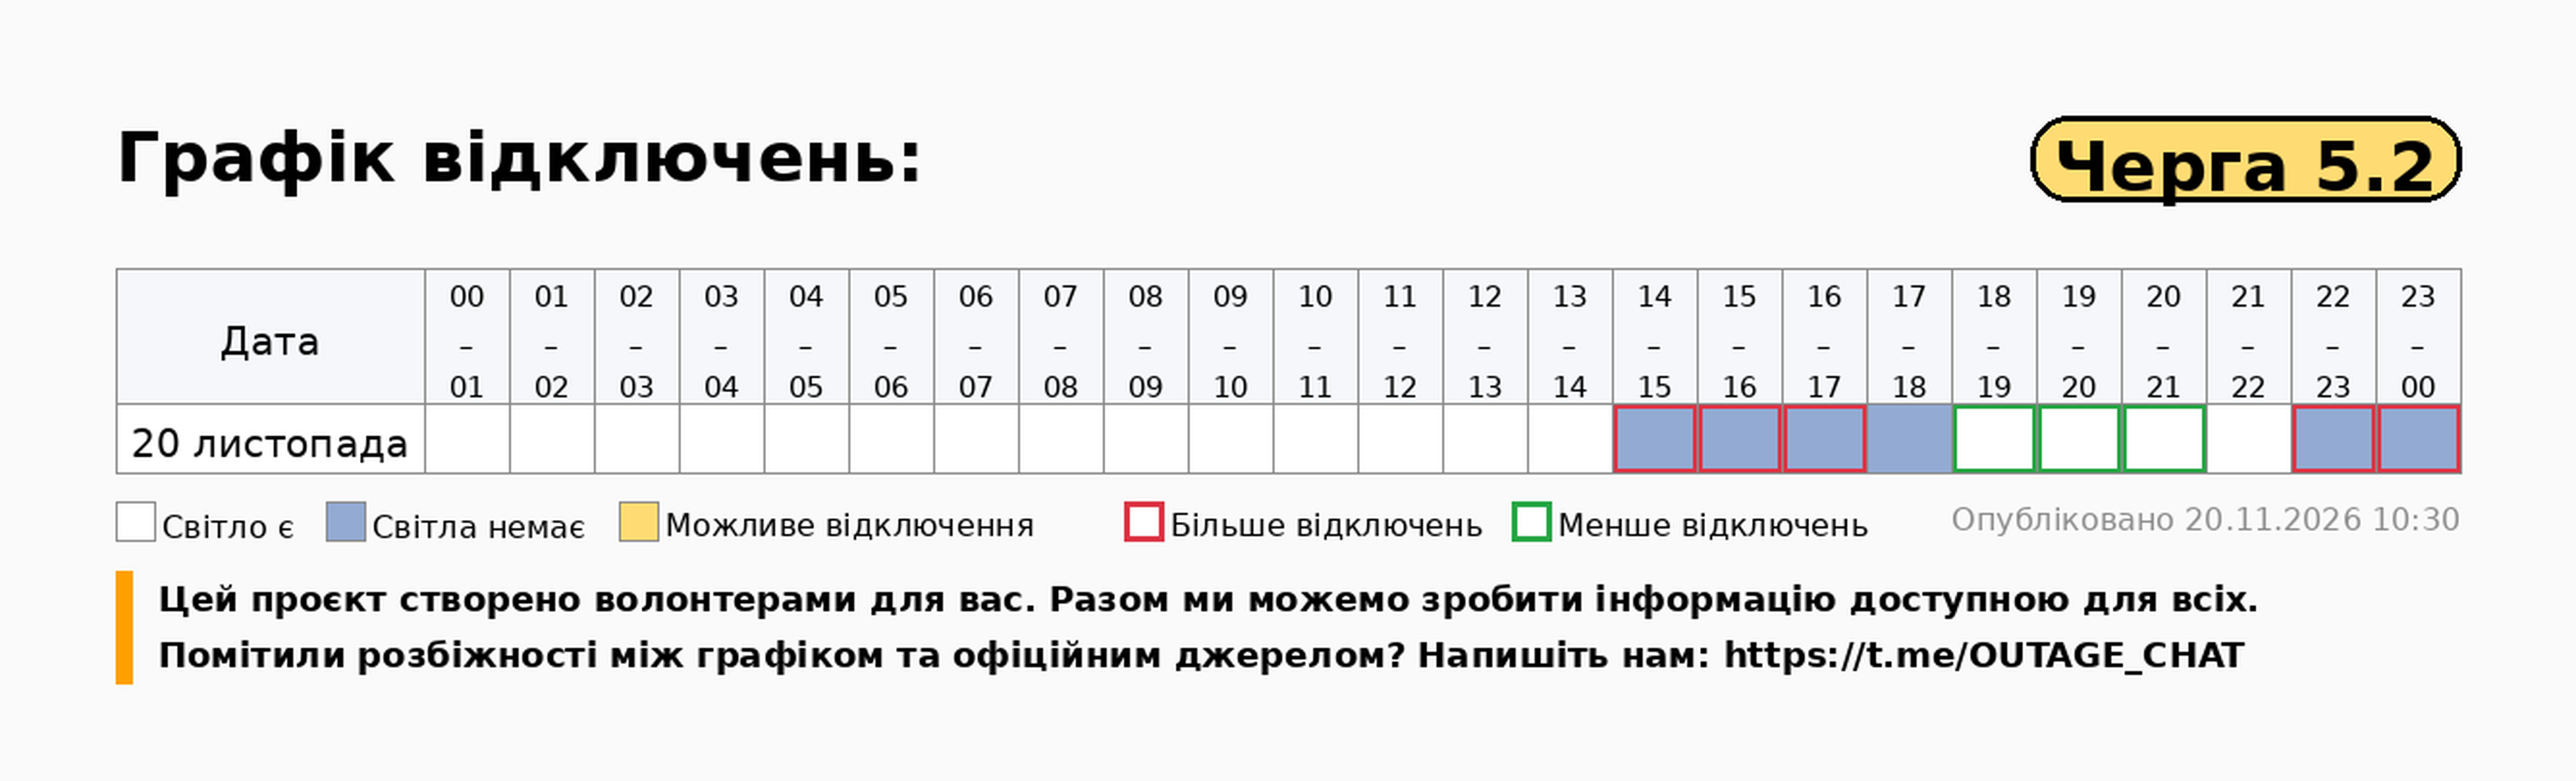 Графік відключень:
Черга 5.2
Дата
00 – 01
01 – 02
02 – 03
03 – 04
04 – 05
05 – 06
06 – 07
07 – 08
08 – 09
09 – 10
10 – 11
11 – 12
12 – 13
13 – 14
14 – 15
15 – 16
16 – 17
17 – 18
18 – 19
19 – 20
20 – 21
21 – 22
22 – 23
23 – 00
20 листопада
Світло є
Світла немає
Можливе відключення
Більше відключень
Менше відключень
Опубліковано 20.11.2026 10:30
Цей проєкт створено волонтерами для вас. Разом ми можемо зробити інформацію доступною для всіх.
Помітили розбіжності між графіком та офіційним джерелом? Напишіть нам: https://t.me/OUTAGE_CHAT